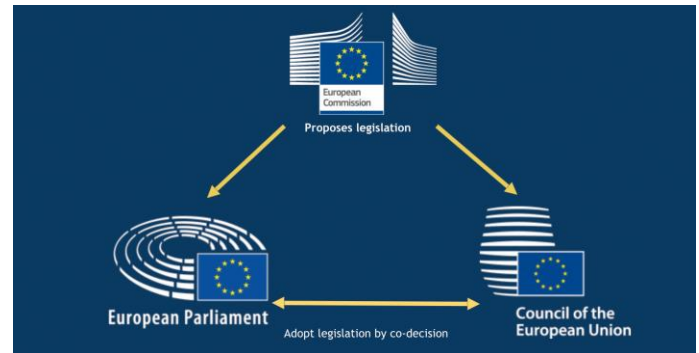 European
Commission
Proposes legislation
European Parliament
Council of the
European Union
Adopt legislation by co-decision